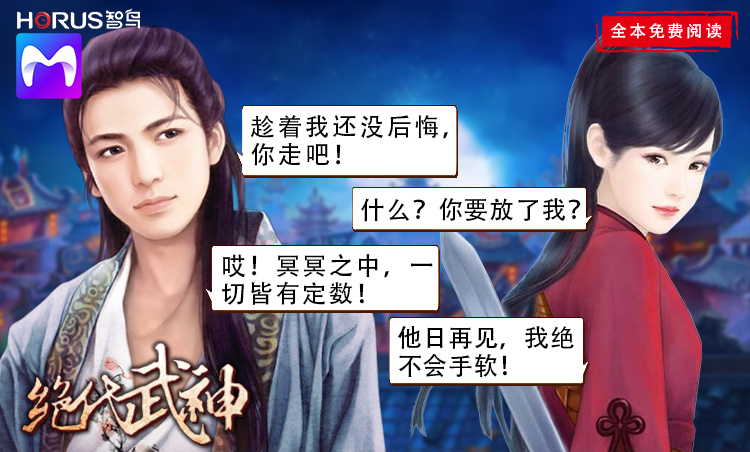 HORUS智鸟
全本免费阅读
趁着我还没后悔，
你走吧！
什么？你要放了我？
哎！冥冥之中，一
切皆有定数！
他日再见，我绝
不会手软！
绝代武神